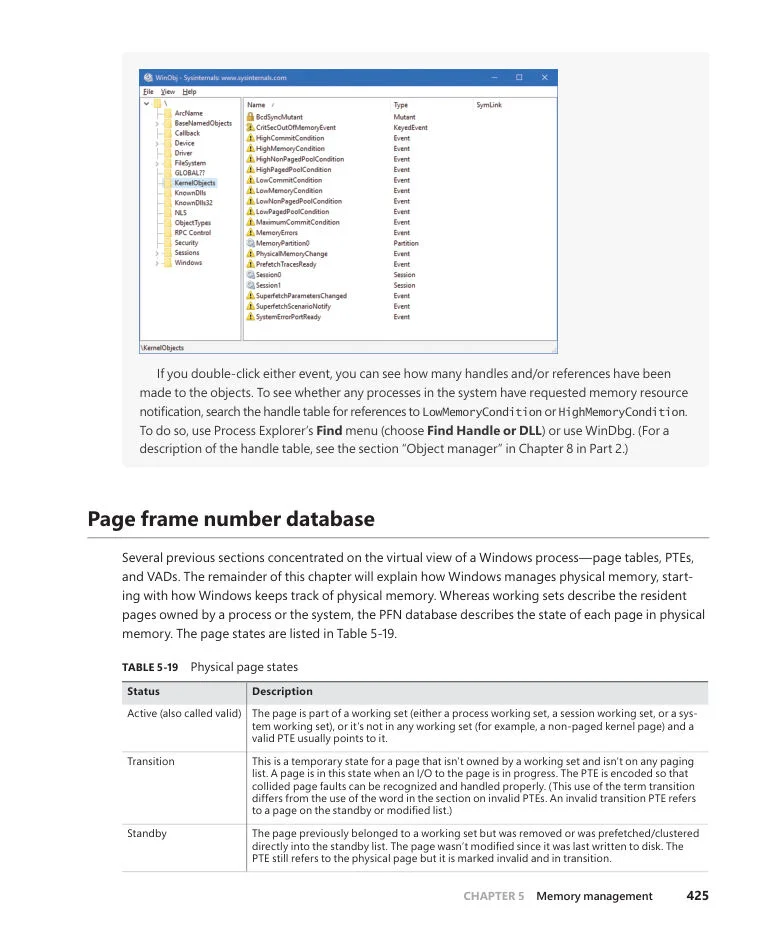 WinObj - Sysinternals: www.sysinternals.com
File View Help
\
ArcName
BaseNamedObjects
Callback
Device
Driver
FileSystem
GLOBAL??
KernelObjects
KnownDlls
KnownDlls32
NLS
ObjectTypes
RPC Control
Security
Sessions
Windows
Name / Type SymLink
BcdSyncMutant Mutant
CritSecOutOfMemoryEvent KeyedEvent
HighCommitCondition Event
HighMemoryCondition Event
HighNonPagedPoolCondition Event
HighPagedPoolCondition Event
LowCommitCondition Event
LowMemoryCondition Event
LowNonPagedPoolCondition Event
LowPagedPoolCondition Event
MaximumCommitCondition Event
MemoryErrors Event
MemoryPartition0 Partition
PhysicalMemoryChange Event
PrefetchTracesReady Event
Session0 Session
Session1 Session
SuperfetchParametersChanged Event
SuperfetchScenarioNotify Event
SystemErrorPortReady Event
\KernelObjects
If you double-click either event, you can see how many handles and/or references have been
made to the objects. To see whether any processes in the system have requested memory resource
notification, search the handle table for references to LowMemoryCondition or HighMemoryCondition.
To do so, use Process Explorer’s Find menu (choose Find Handle or DLL) or use WinDbg. (For a
description of the handle table, see the section “Object manager” in Chapter 8 in Part 2.)
Page frame number database
Several previous sections concentrated on the virtual view of a Windows process—page tables, PTEs,
and VADs. The remainder of this chapter will explain how Windows manages physical memory, start-
ing with how Windows keeps track of physical memory. Whereas working sets describe the resident
pages owned by a process or the system, the PFN database describes the state of each page in physical
memory. The page states are listed in Table 5-19.
TABLE 5-19 Physical page states
Status Description
Active (also called valid) The page is part of a working set (either a process working set, a session working set, or a sys-
tem working set), or it’s not in any working set (for example, a non-paged kernel page) and a
valid PTE usually points to it.
Transition This is a temporary state for a page that isn’t owned by a working set and isn’t on any paging
list. A page is in this state when an I/O to the page is in progress. The PTE is encoded so that
collided page faults can be recognized and handled properly. (This use of the term transition
differs from the use of the word in the section on invalid PTEs. An invalid transition PTE refers
to a page on the standby or modified list.)
Standby The page previously belonged to a working set but was removed or was prefetched/clustered
directly into the standby list. The page wasn’t modified since it was last written to disk. The
PTE still refers to the physical page but it is marked invalid and in transition.
CHAPTER 5 Memory management 425